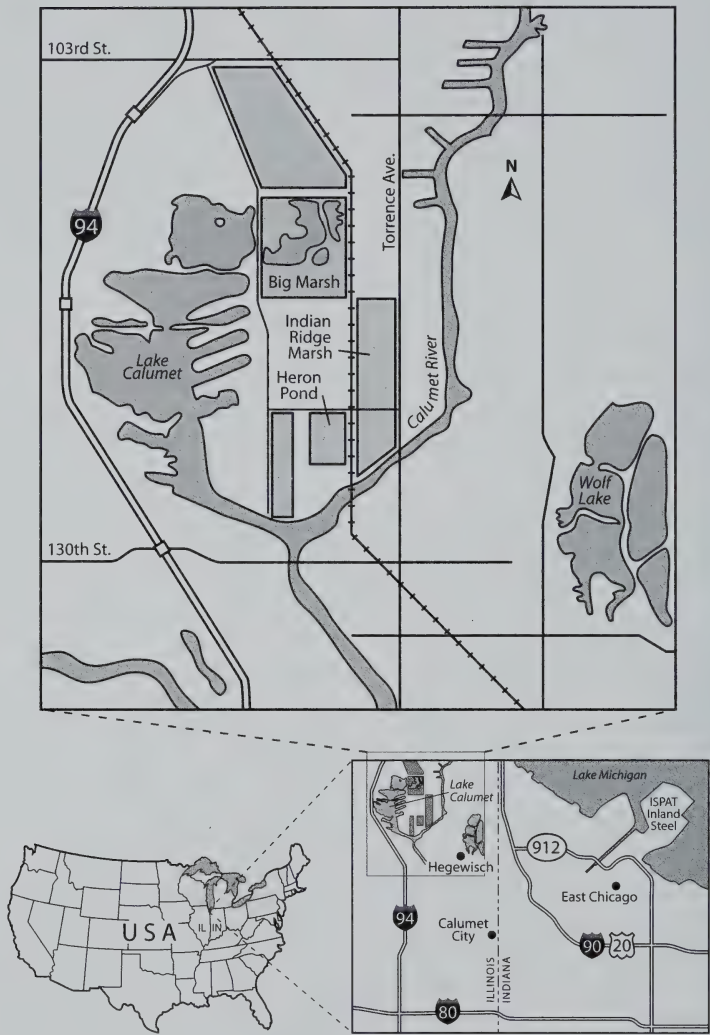 103rd St.
N
Torrence Ave.
94
Big Marsh
Indian
Ridge
Marsh
Lake
Calumet
Heron
Pond
Calumet River
Wolf
Lake
130th St.
Lake Michigan
Lake
Calumet
ISPAT
Inland
Steel
912
Hegewisch
East Chicago
94
Calumet
City
90 20
ILLINOIS
INDIANA
80
USA
IL IN